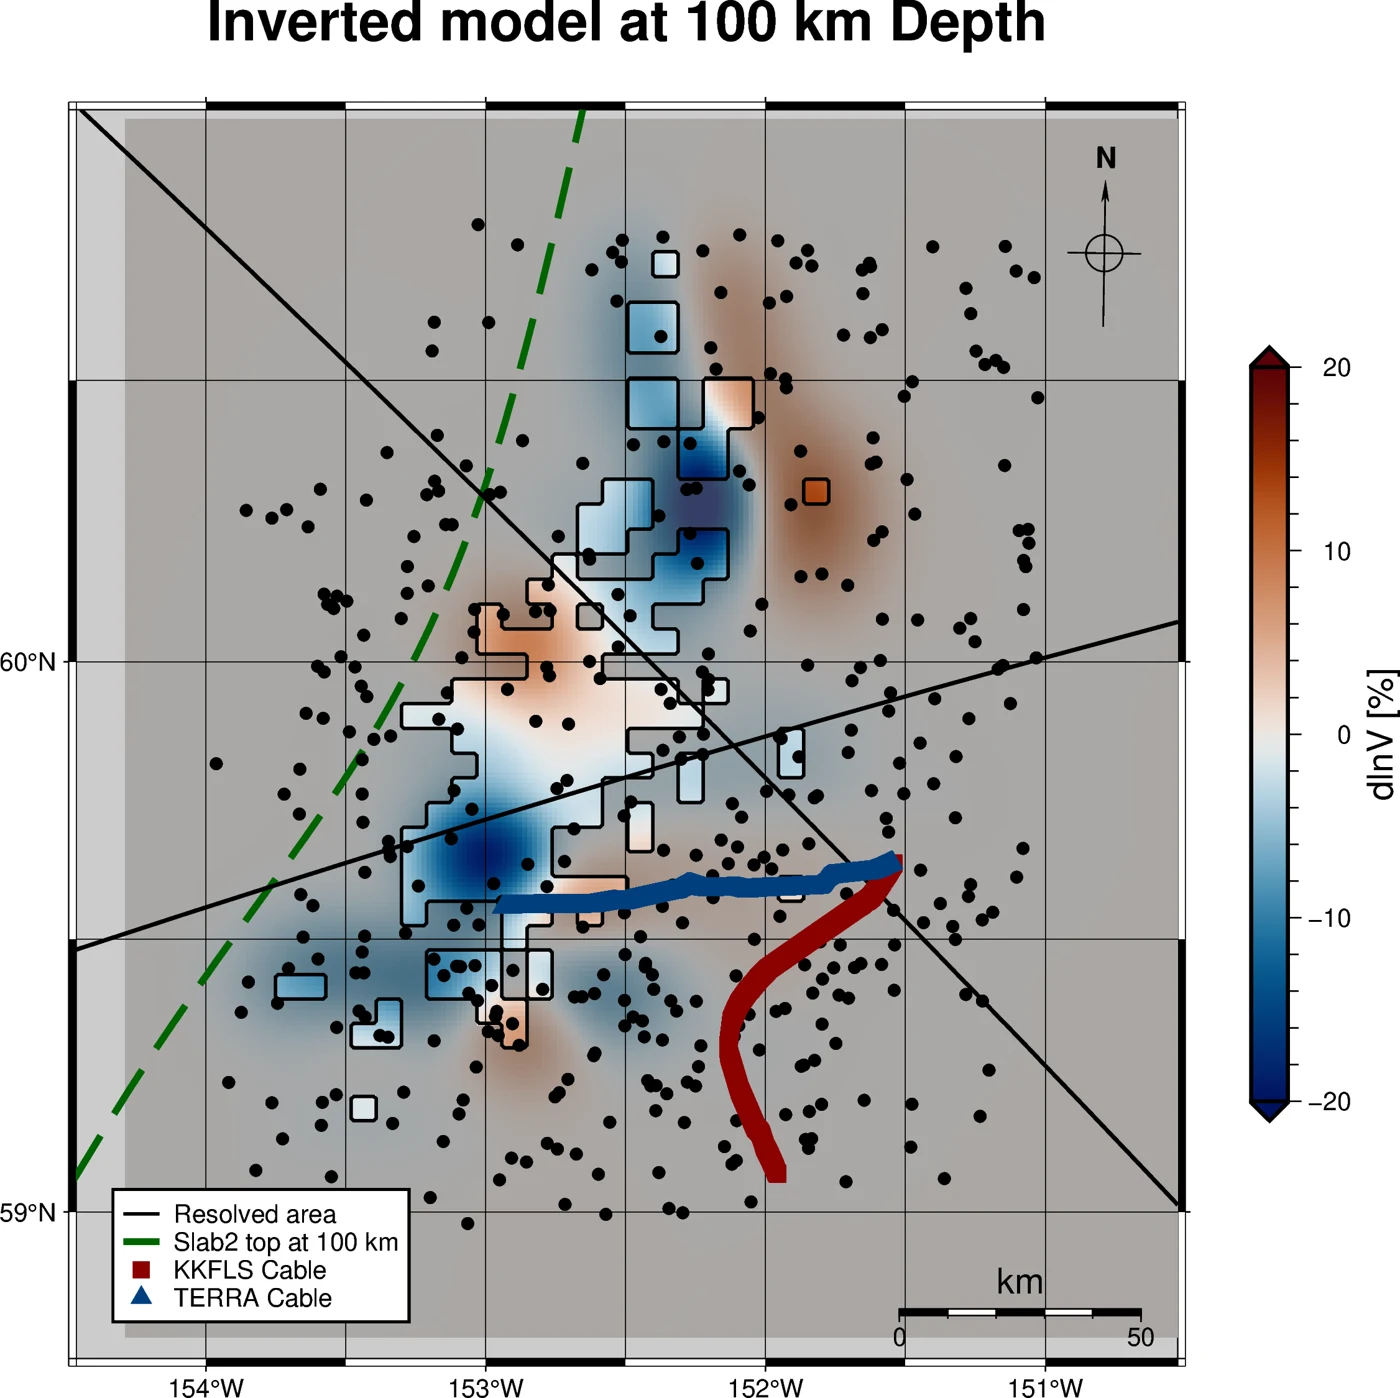 Inverted model at 100 km Depth
N
20
10
0
−10
−20
dlnV [%]
60°N
59°N
Resolved area
Slab2 top at 100 km
KKFLS Cable
TERRA Cable
km
0 50
154°W 153°W 152°W 151°W